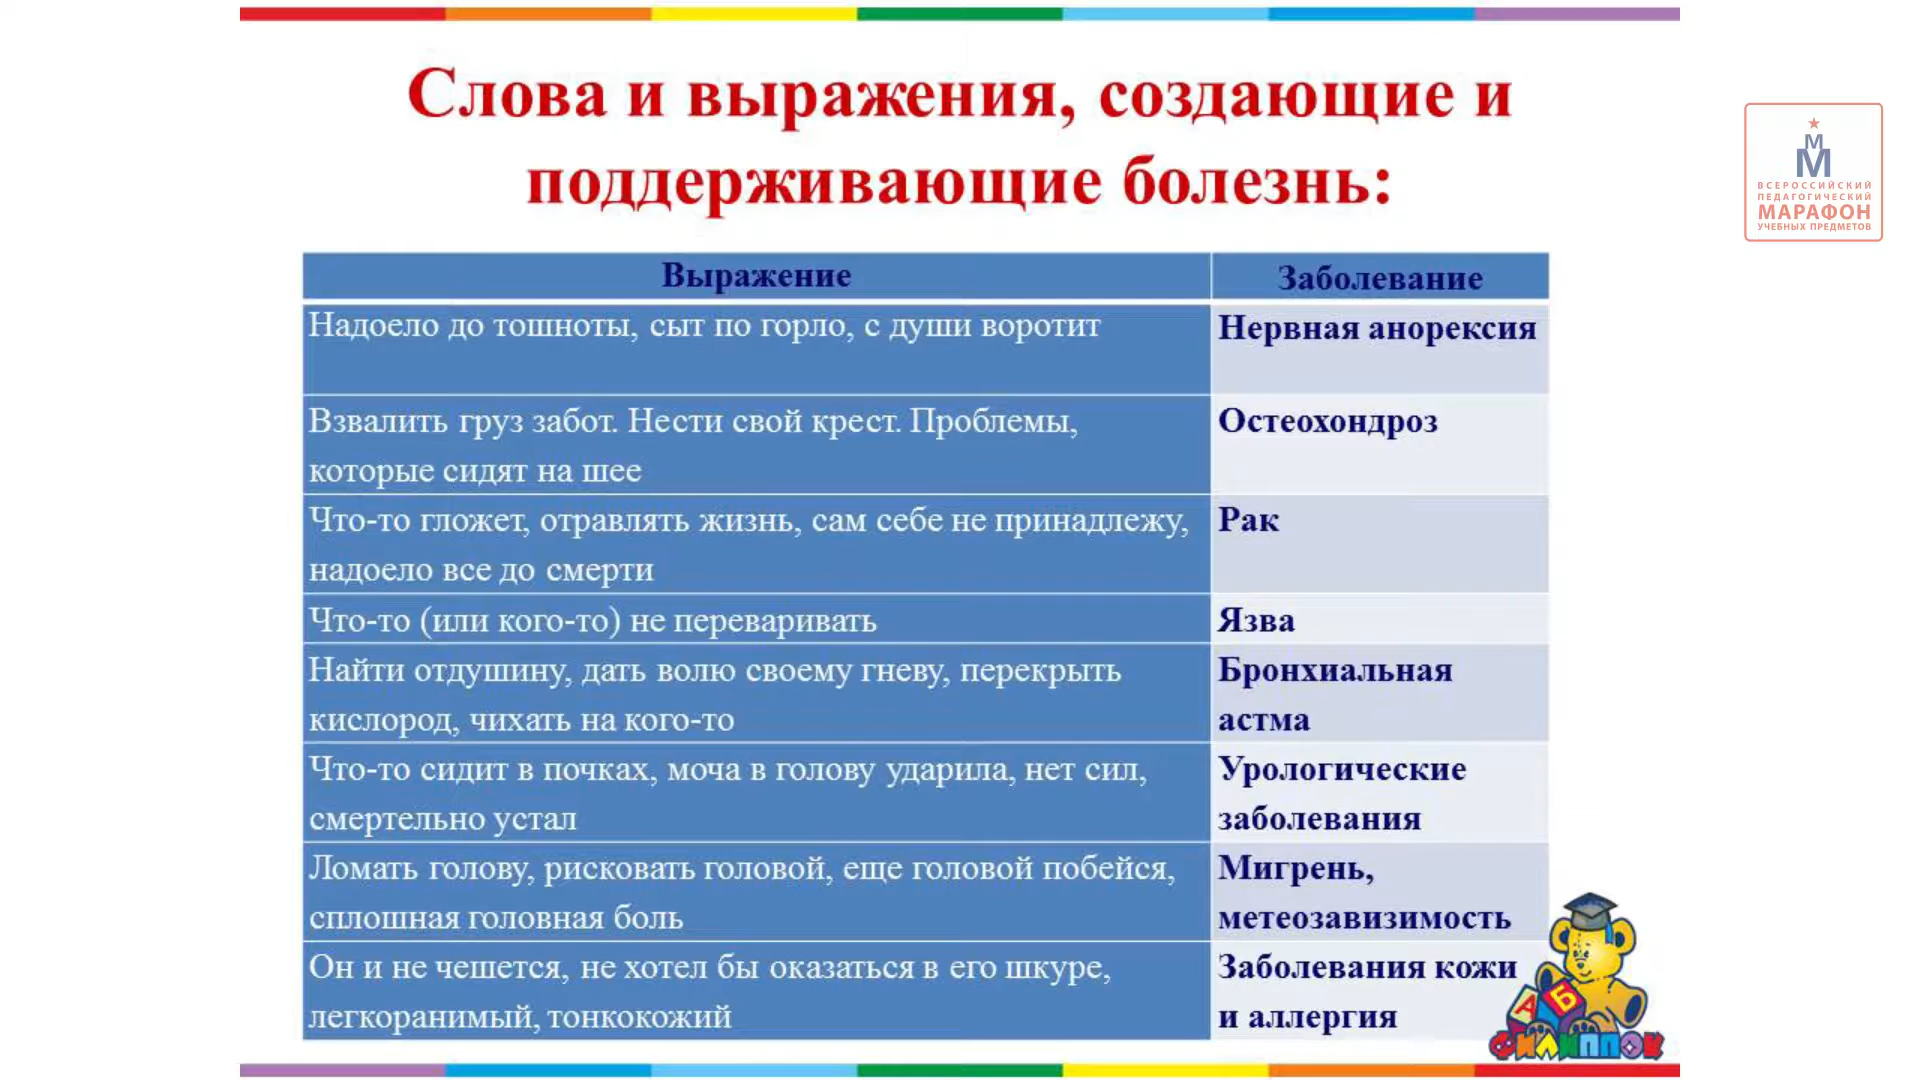 Слова и выражения, создающие и
поддерживающие болезнь:
М
М
ВСЕРОССИЙСКИЙ
ПЕДАГОГИЧЕСКИЙ
МАРАФОН
УЧЕБНЫХ ПРЕДМЕТОВ
Выражение
Заболевание
Надоело до тошноты, сыт по горло, с души воротит
Нервная анорексия
Взвалить груз забот. Нести свой крест. Проблемы,
которые сидят на шее
Остеохондроз
Что-то гложет, отравлять жизнь, сам себе не принадлежу,
надоело все до смерти
Рак
Что-то (или кого-то) не переваривать
Язва
Найти отдушину, дать волю своему гневу, перекрыть
кислород, чихать на кого-то
Бронхиальная
астма
Что-то сидит в почках, моча в голову ударила, нет сил,
смертельно устал
Урологические
заболевания
Ломать голову, рисковать головой, еще головой побейся,
сплошная головная боль
Мигрень,
метеозавизимость
Он и не чешется, не хотел бы оказаться в его шкуре,
легкоранимый, тонкокожий
Заболевания кожи
и аллергия
А Б
ФИЛИППОК